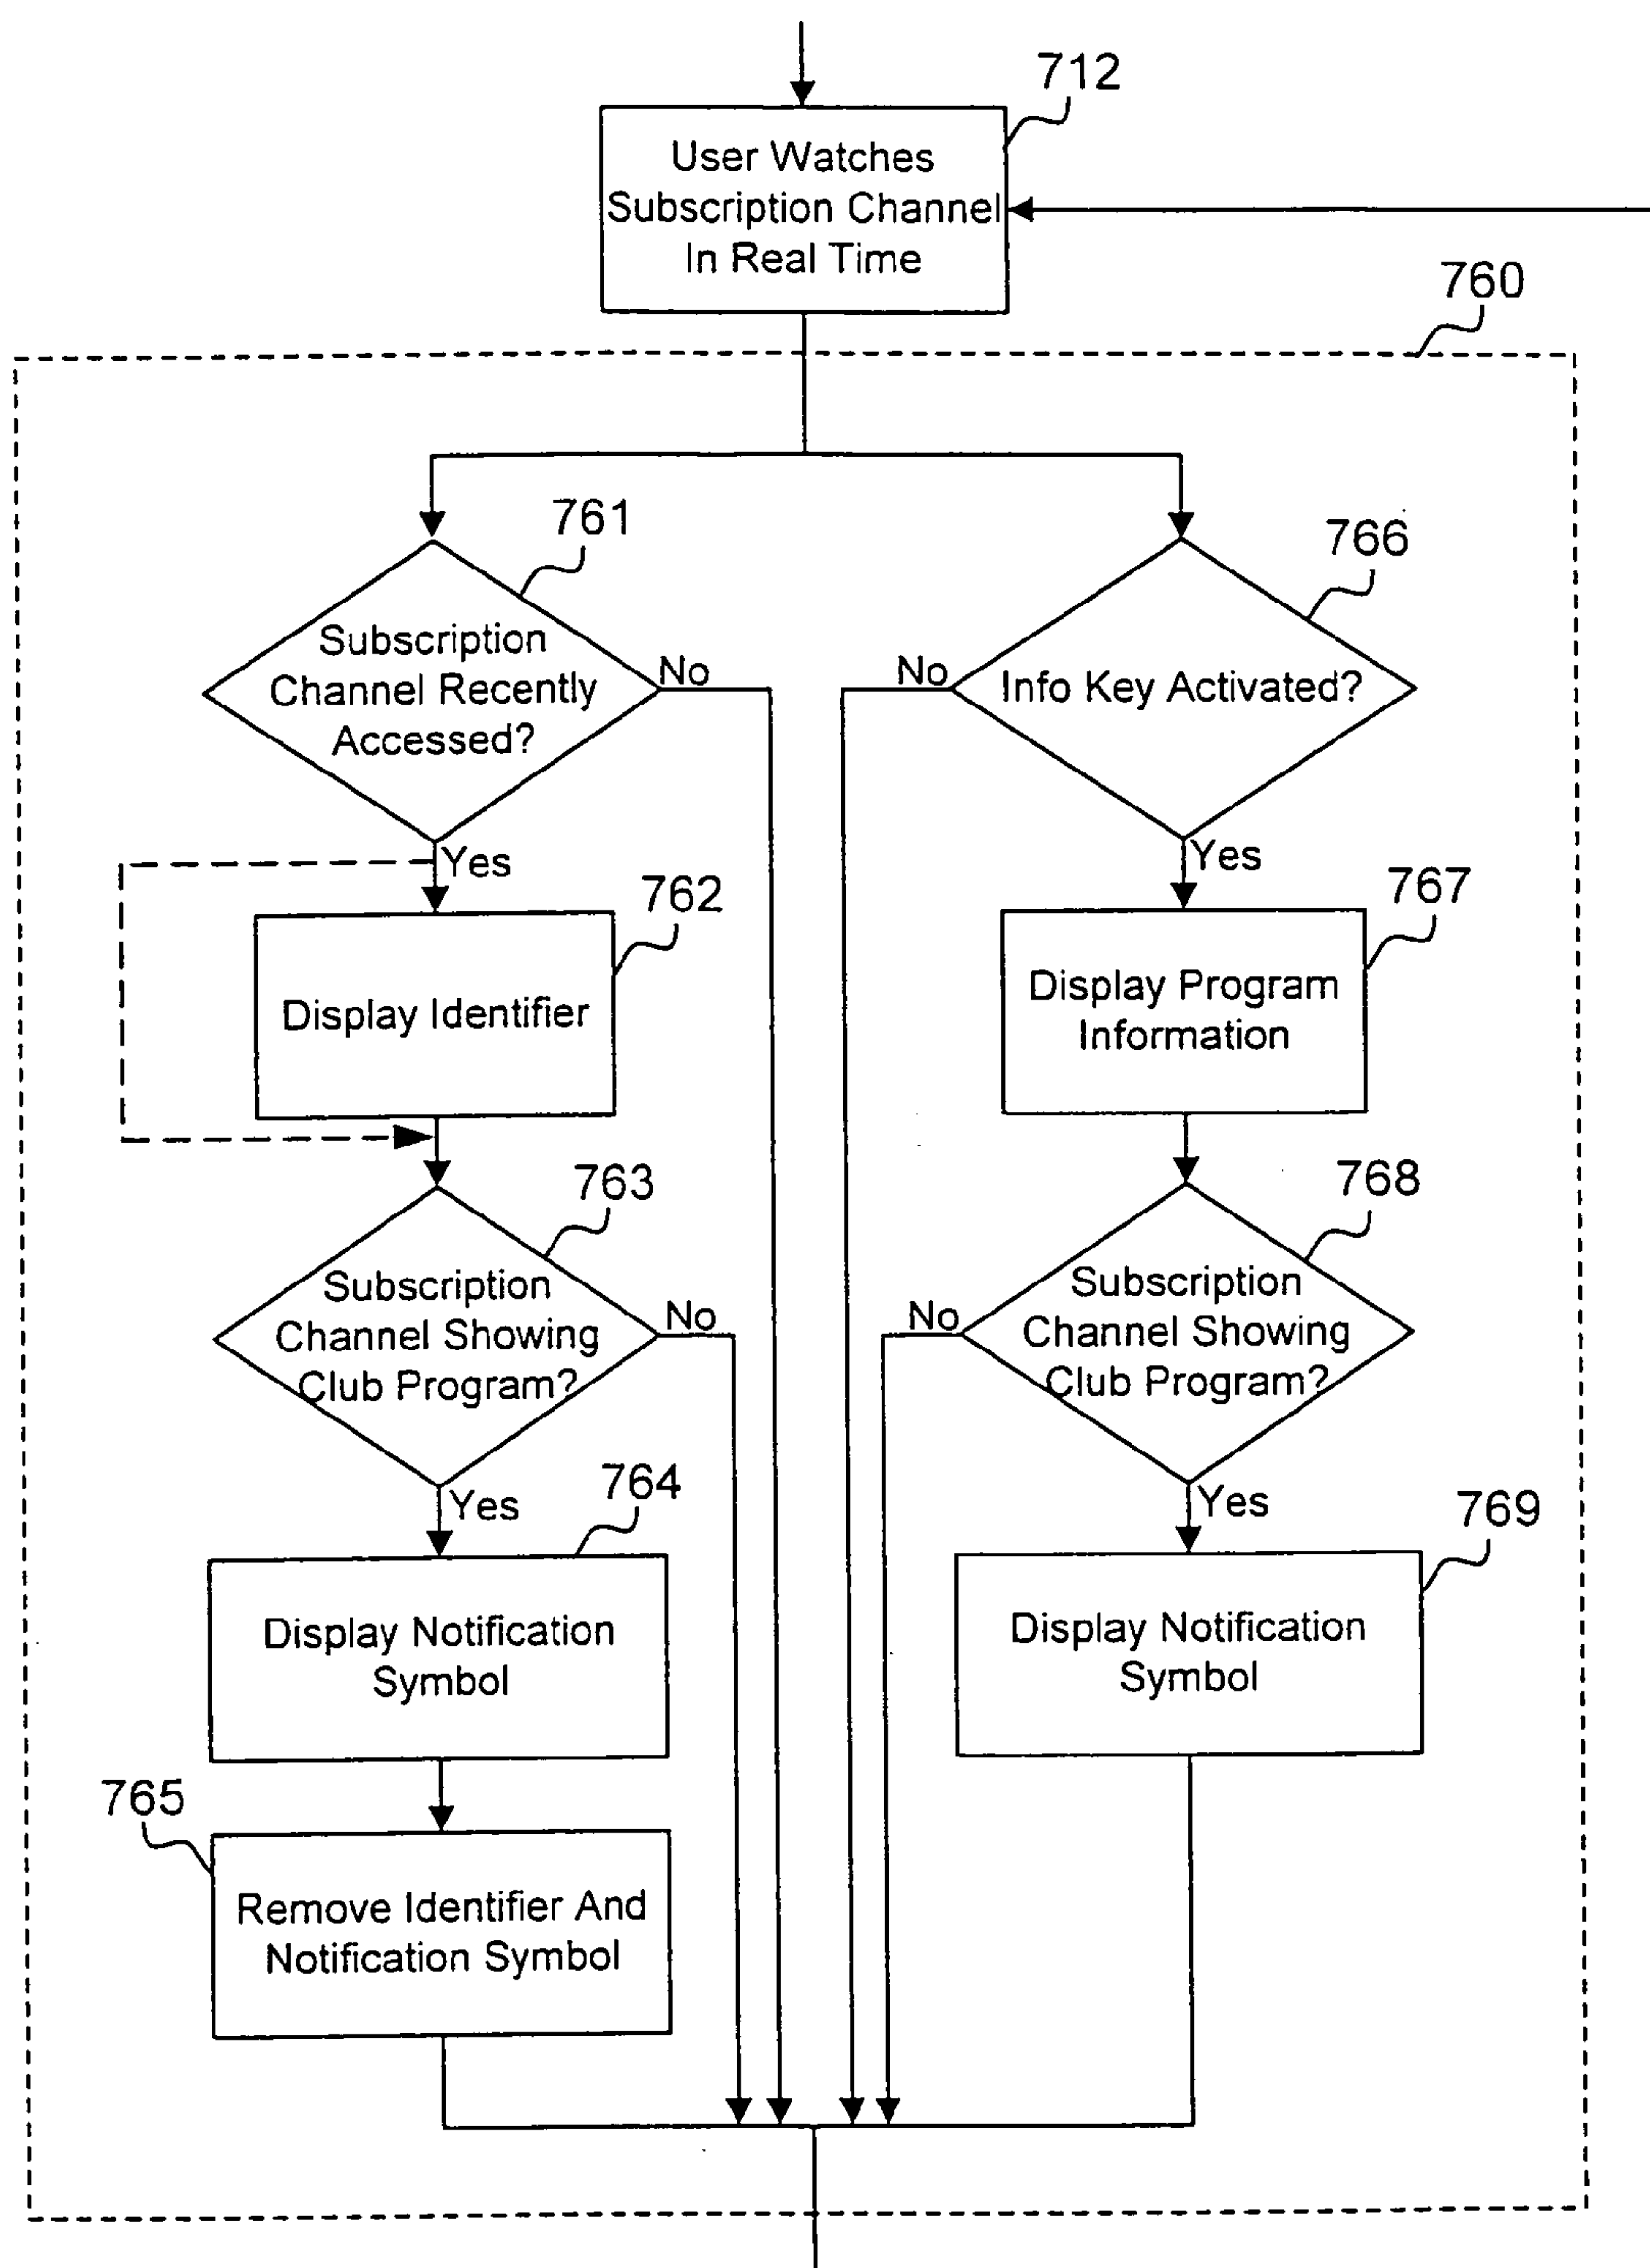 712
User Watches
Subscription Channel
In Real Time
760
761
Subscription
Channel Recently
Accessed?
No
Yes
762
Display Identifier
763
Subscription
Channel Showing
Club Program?
No
Yes
764
Display Notification
Symbol
765
Remove Identifier And
Notification Symbol
766
Info Key Activated?
No
Yes
767
Display Program
Information
768
Subscription
Channel Showing
Club Program?
No
Yes
769
Display Notification
Symbol